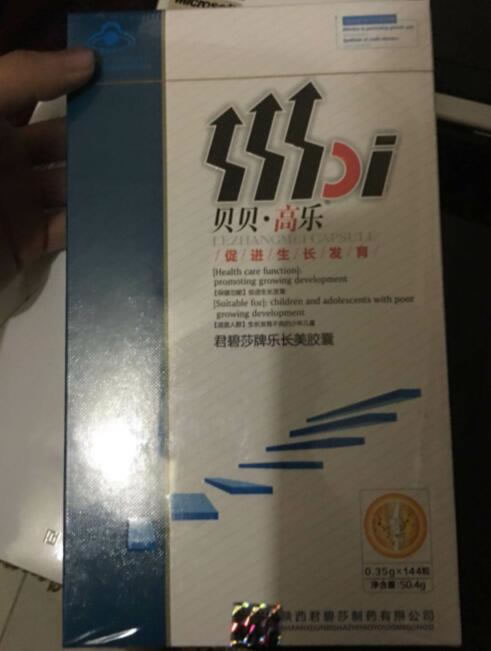 贝贝·高乐
LEZHANGMEI CAPSULE
/促/进/生/长/发/育/
[Health care function]:
promoting growing development
【保健功能】促进生长发育
[Suitable for]: children and adolescents with poor
growing development
【适宜人群】生长发育不良的少年儿童
君碧莎牌乐长美胶囊
0.35g×144粒
净含量:50.4g
陕西君碧莎制药有限公司